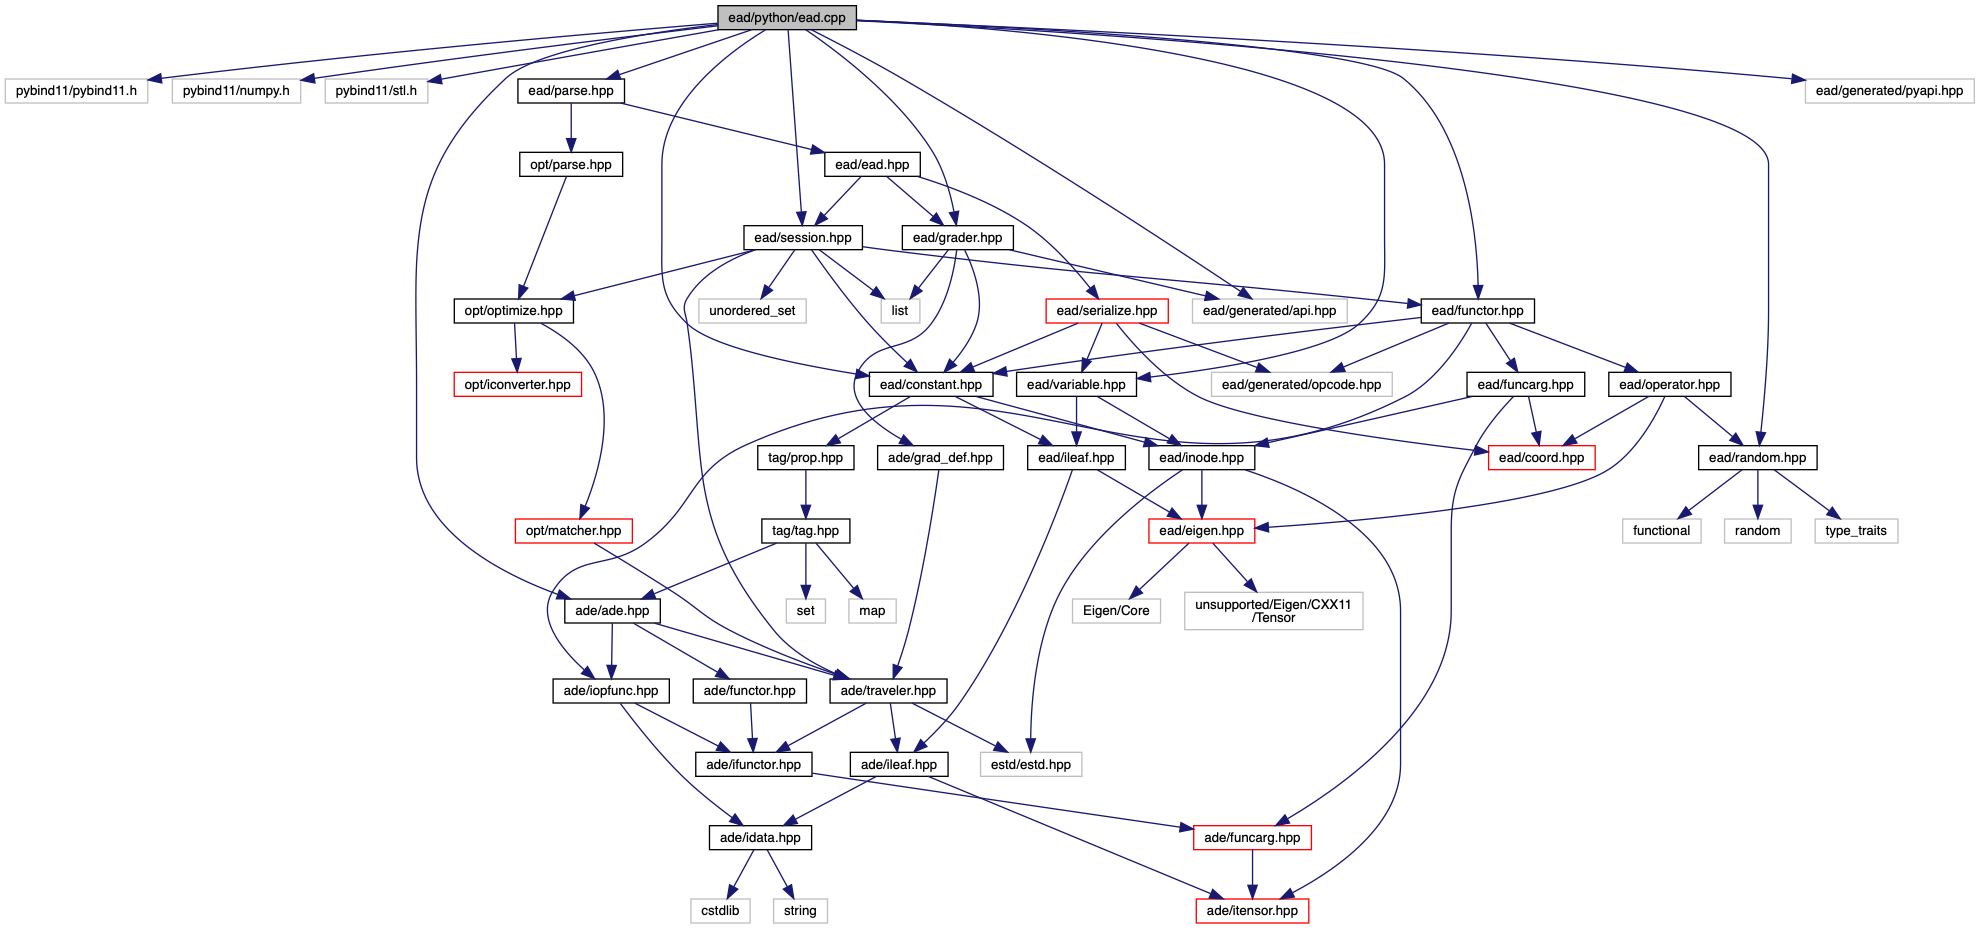 ead/python/ead.cpp
pybind11/pybind11.h
pybind11/numpy.h
pybind11/stl.h
ead/parse.hpp
ead/generated/pyapi.hpp
opt/parse.hpp
ead/ead.hpp
ead/session.hpp
ead/grader.hpp
opt/optimize.hpp
unordered_set
list
ead/serialize.hpp
ead/generated/api.hpp
ead/functor.hpp
opt/iconverter.hpp
ead/constant.hpp
ead/variable.hpp
ead/generated/opcode.hpp
ead/funcarg.hpp
ead/operator.hpp
tag/prop.hpp
ade/grad_def.hpp
ead/ileaf.hpp
ead/inode.hpp
ead/coord.hpp
ead/random.hpp
opt/matcher.hpp
tag/tag.hpp
ead/eigen.hpp
functional
random
type_traits
ade/ade.hpp
set
map
Eigen/Core
unsupported/Eigen/CXX11
/Tensor
ade/iopfunc.hpp
ade/functor.hpp
ade/traveler.hpp
ade/ifunctor.hpp
ade/ileaf.hpp
estd/estd.hpp
ade/idata.hpp
ade/funcarg.hpp
cstdlib
string
ade/itensor.hpp